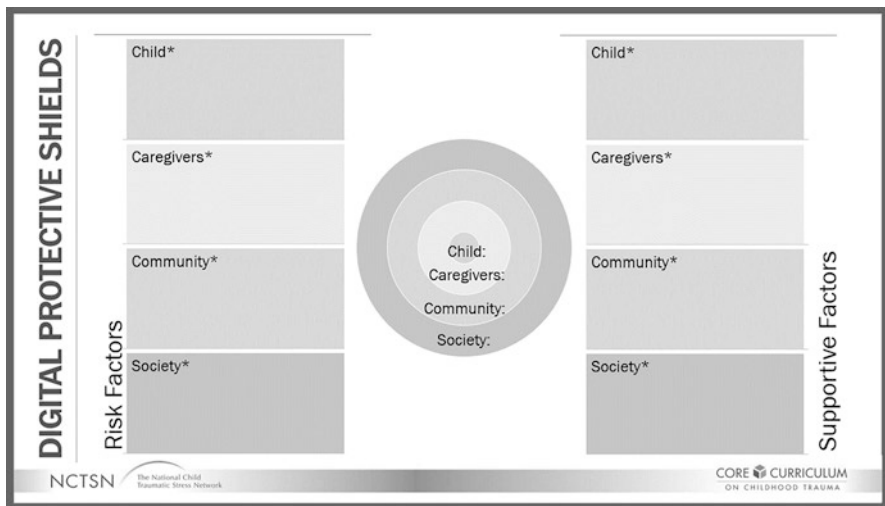 DIGITAL PROTECTIVE SHIELDS
Risk Factors
Child*
Caregivers*
Community*
Society*
Child:
Caregivers:
Community:
Society:
Child*
Caregivers*
Community*
Society*
Supportive Factors
NCTSN
The National Child
Traumatic Stress Network
CORE CURRICULUM
ON CHILDHOOD TRAUMA